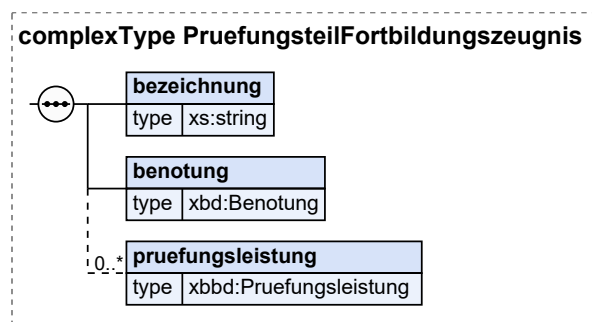 complexType PruefungsteilFortbildungszeugnis
bezeichnung
type xs:string
benotung
type xbd:Benotung
0..* pruefungsleistung
type xbbd:Pruefungsleistung